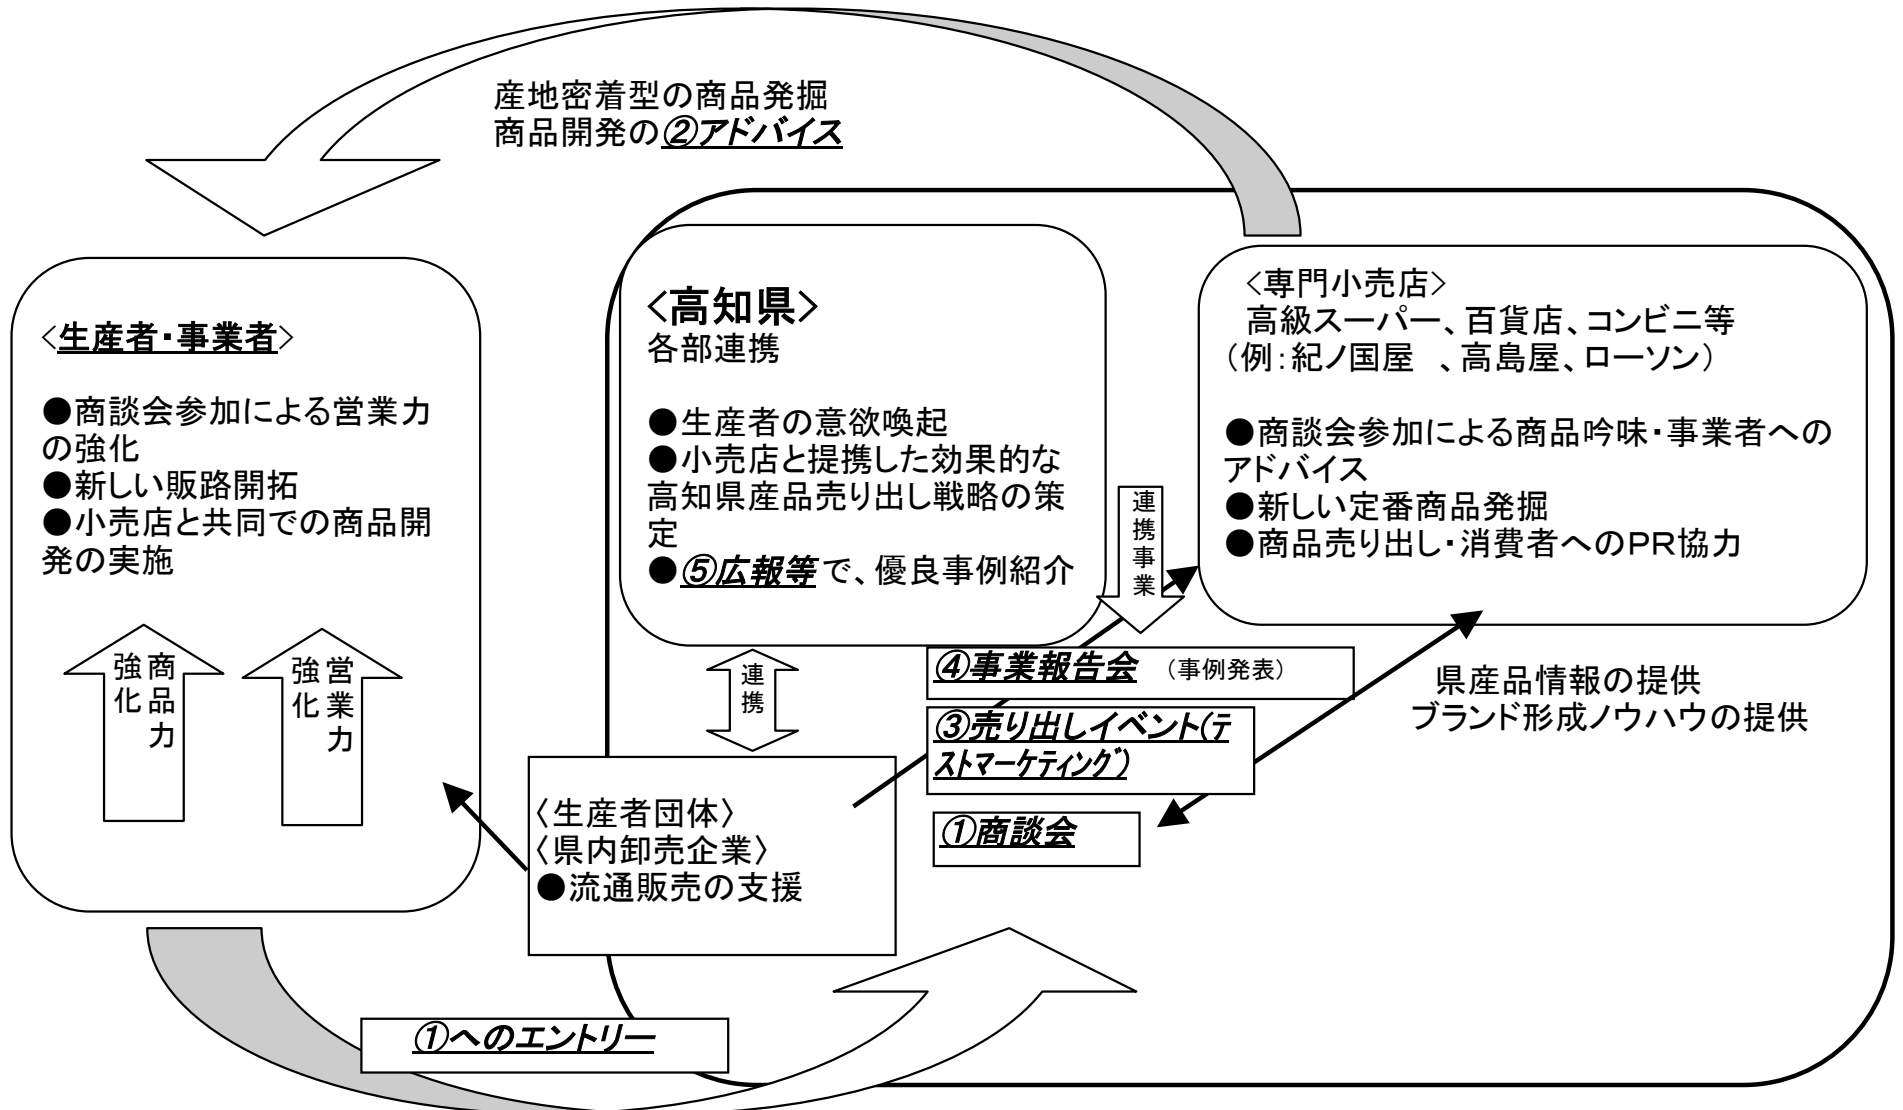 産地密着型の商品発掘
商品開発の②アドバイス
<生産者・事業者>
●商談会参加による営業力
の強化
●新しい販路開拓
●小売店と共同での商品開
発の実施
商品力
強化
営業力
強化
<高知県>
各部連携
●生産者の意欲喚起
●小売店と提携した効果的な
高知県産品売り出し戦略の策
定
●⑤広報等で、優良事例紹介
連携事業
<専門小売店>
高級スーパー、百貨店、コンビニ等
(例:紀ノ国屋 、高島屋、ローソン)
●商談会参加による商品吟味・事業者への
アドバイス
●新しい定番商品発掘
●商品売り出し・消費者へのPR協力
連携
④事業報告会 (事例発表)
③売り出しイベント(テ
ストマーケティング)
①商談会
県産品情報の提供
ブランド形成ノウハウの提供
〈生産者団体〉
〈県内卸売企業〉
●流通販売の支援
①へのエントリー